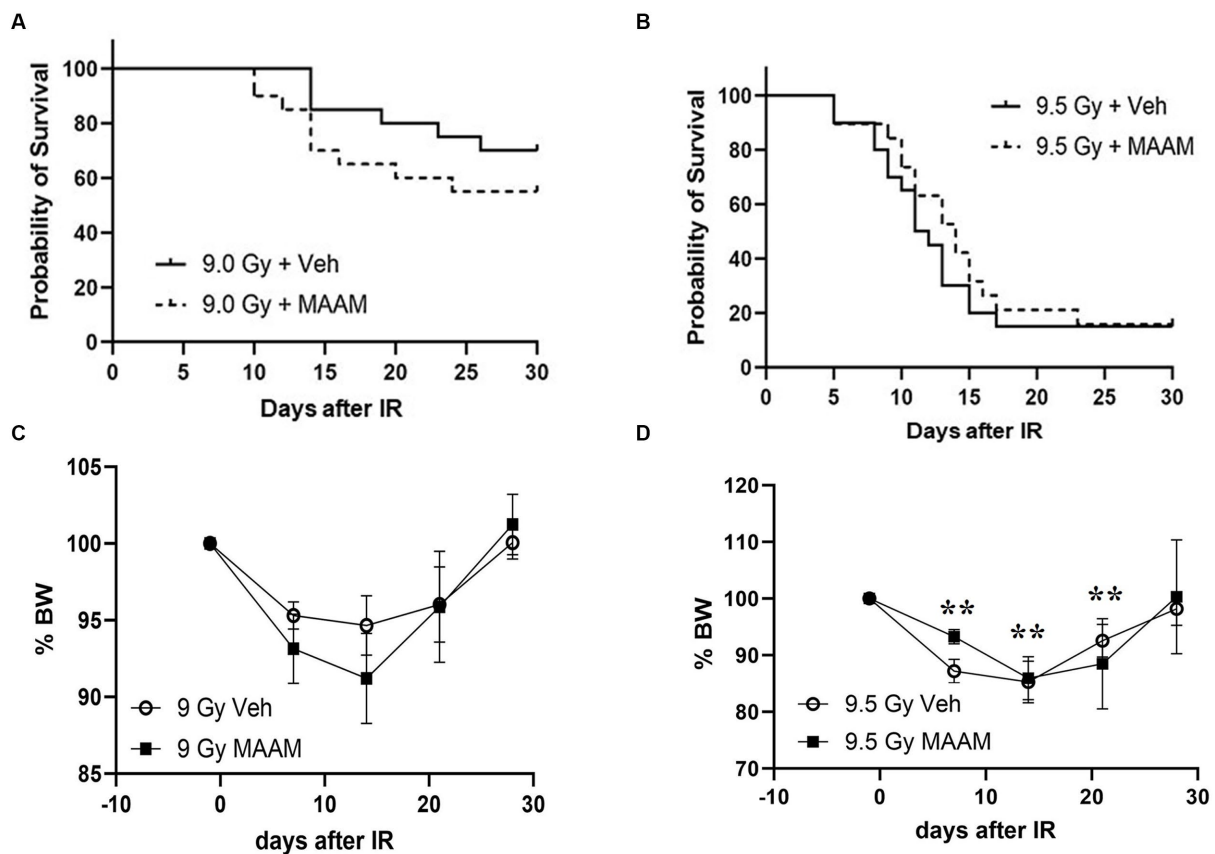 A
Probability of Survival
100
80
60
40
20
0
9.0 Gy + Veh
9.0 Gy + MAAM
0 5 10 15 20 25 30
Days after IR
B
Probability of Survival
100
80
60
40
20
0
9.5 Gy + Veh
9.5 Gy + MAAM
0 5 10 15 20 25 30
Days after IR
C
% BW
105
100
95
90
85
9 Gy Veh
9 Gy MAAM
-10 0 10 20 30
days after IR
D
% BW
120
110
100
90
80
70
** ** **
9.5 Gy Veh
9.5 Gy MAAM
-10 0 10 20 30
days after IR